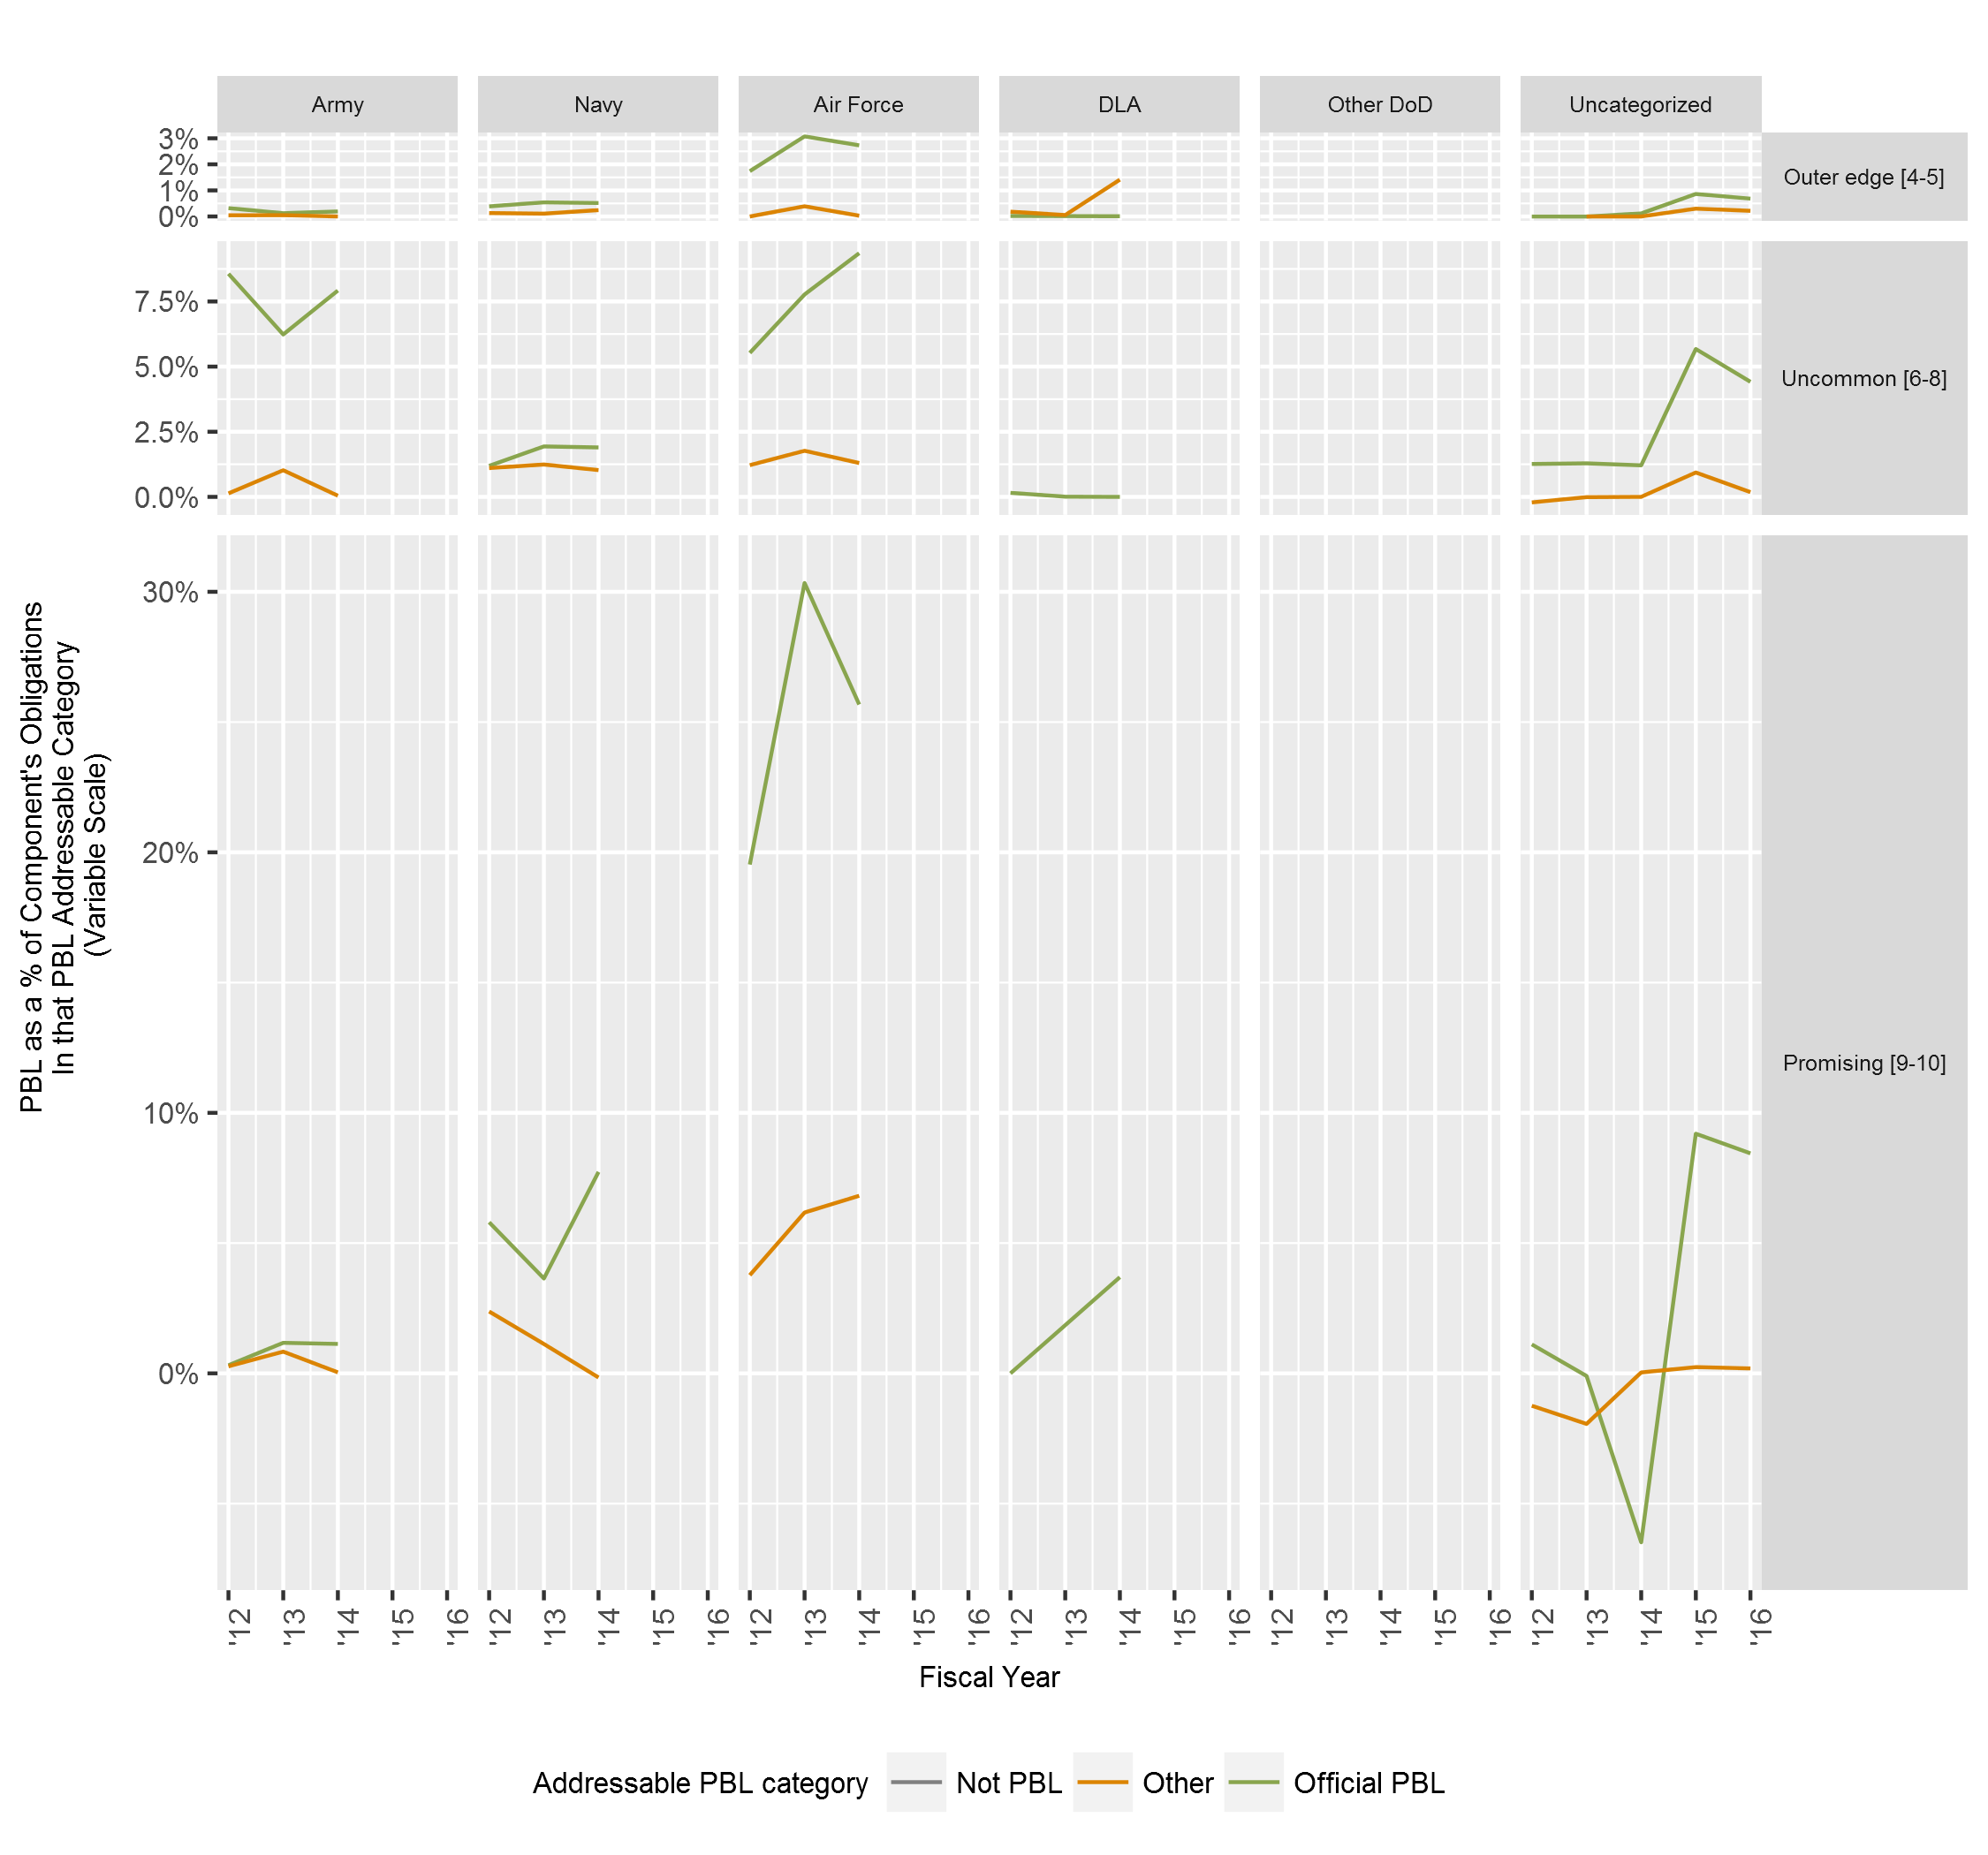 Army
Navy
Air Force
DLA
Other DoD
Uncategorized
3%
2%
1%
0%
Outer edge [4-5]
7.5%
5.0%
2.5%
0.0%
Uncommon [6-8]
30%
20%
10%
0%
Promising [9-10]
PBL as a % of Component's Obligations
In that PBL Addressable Category
(Variable Scale)
'12 '13 '14 '15 '16
'12 '13 '14 '15 '16
'12 '13 '14 '15 '16
'12 '13 '14 '15 '16
'12 '13 '14 '15 '16
'12 '13 '14 '15 '16
Fiscal Year
Addressable PBL category Not PBL Other Official PBL